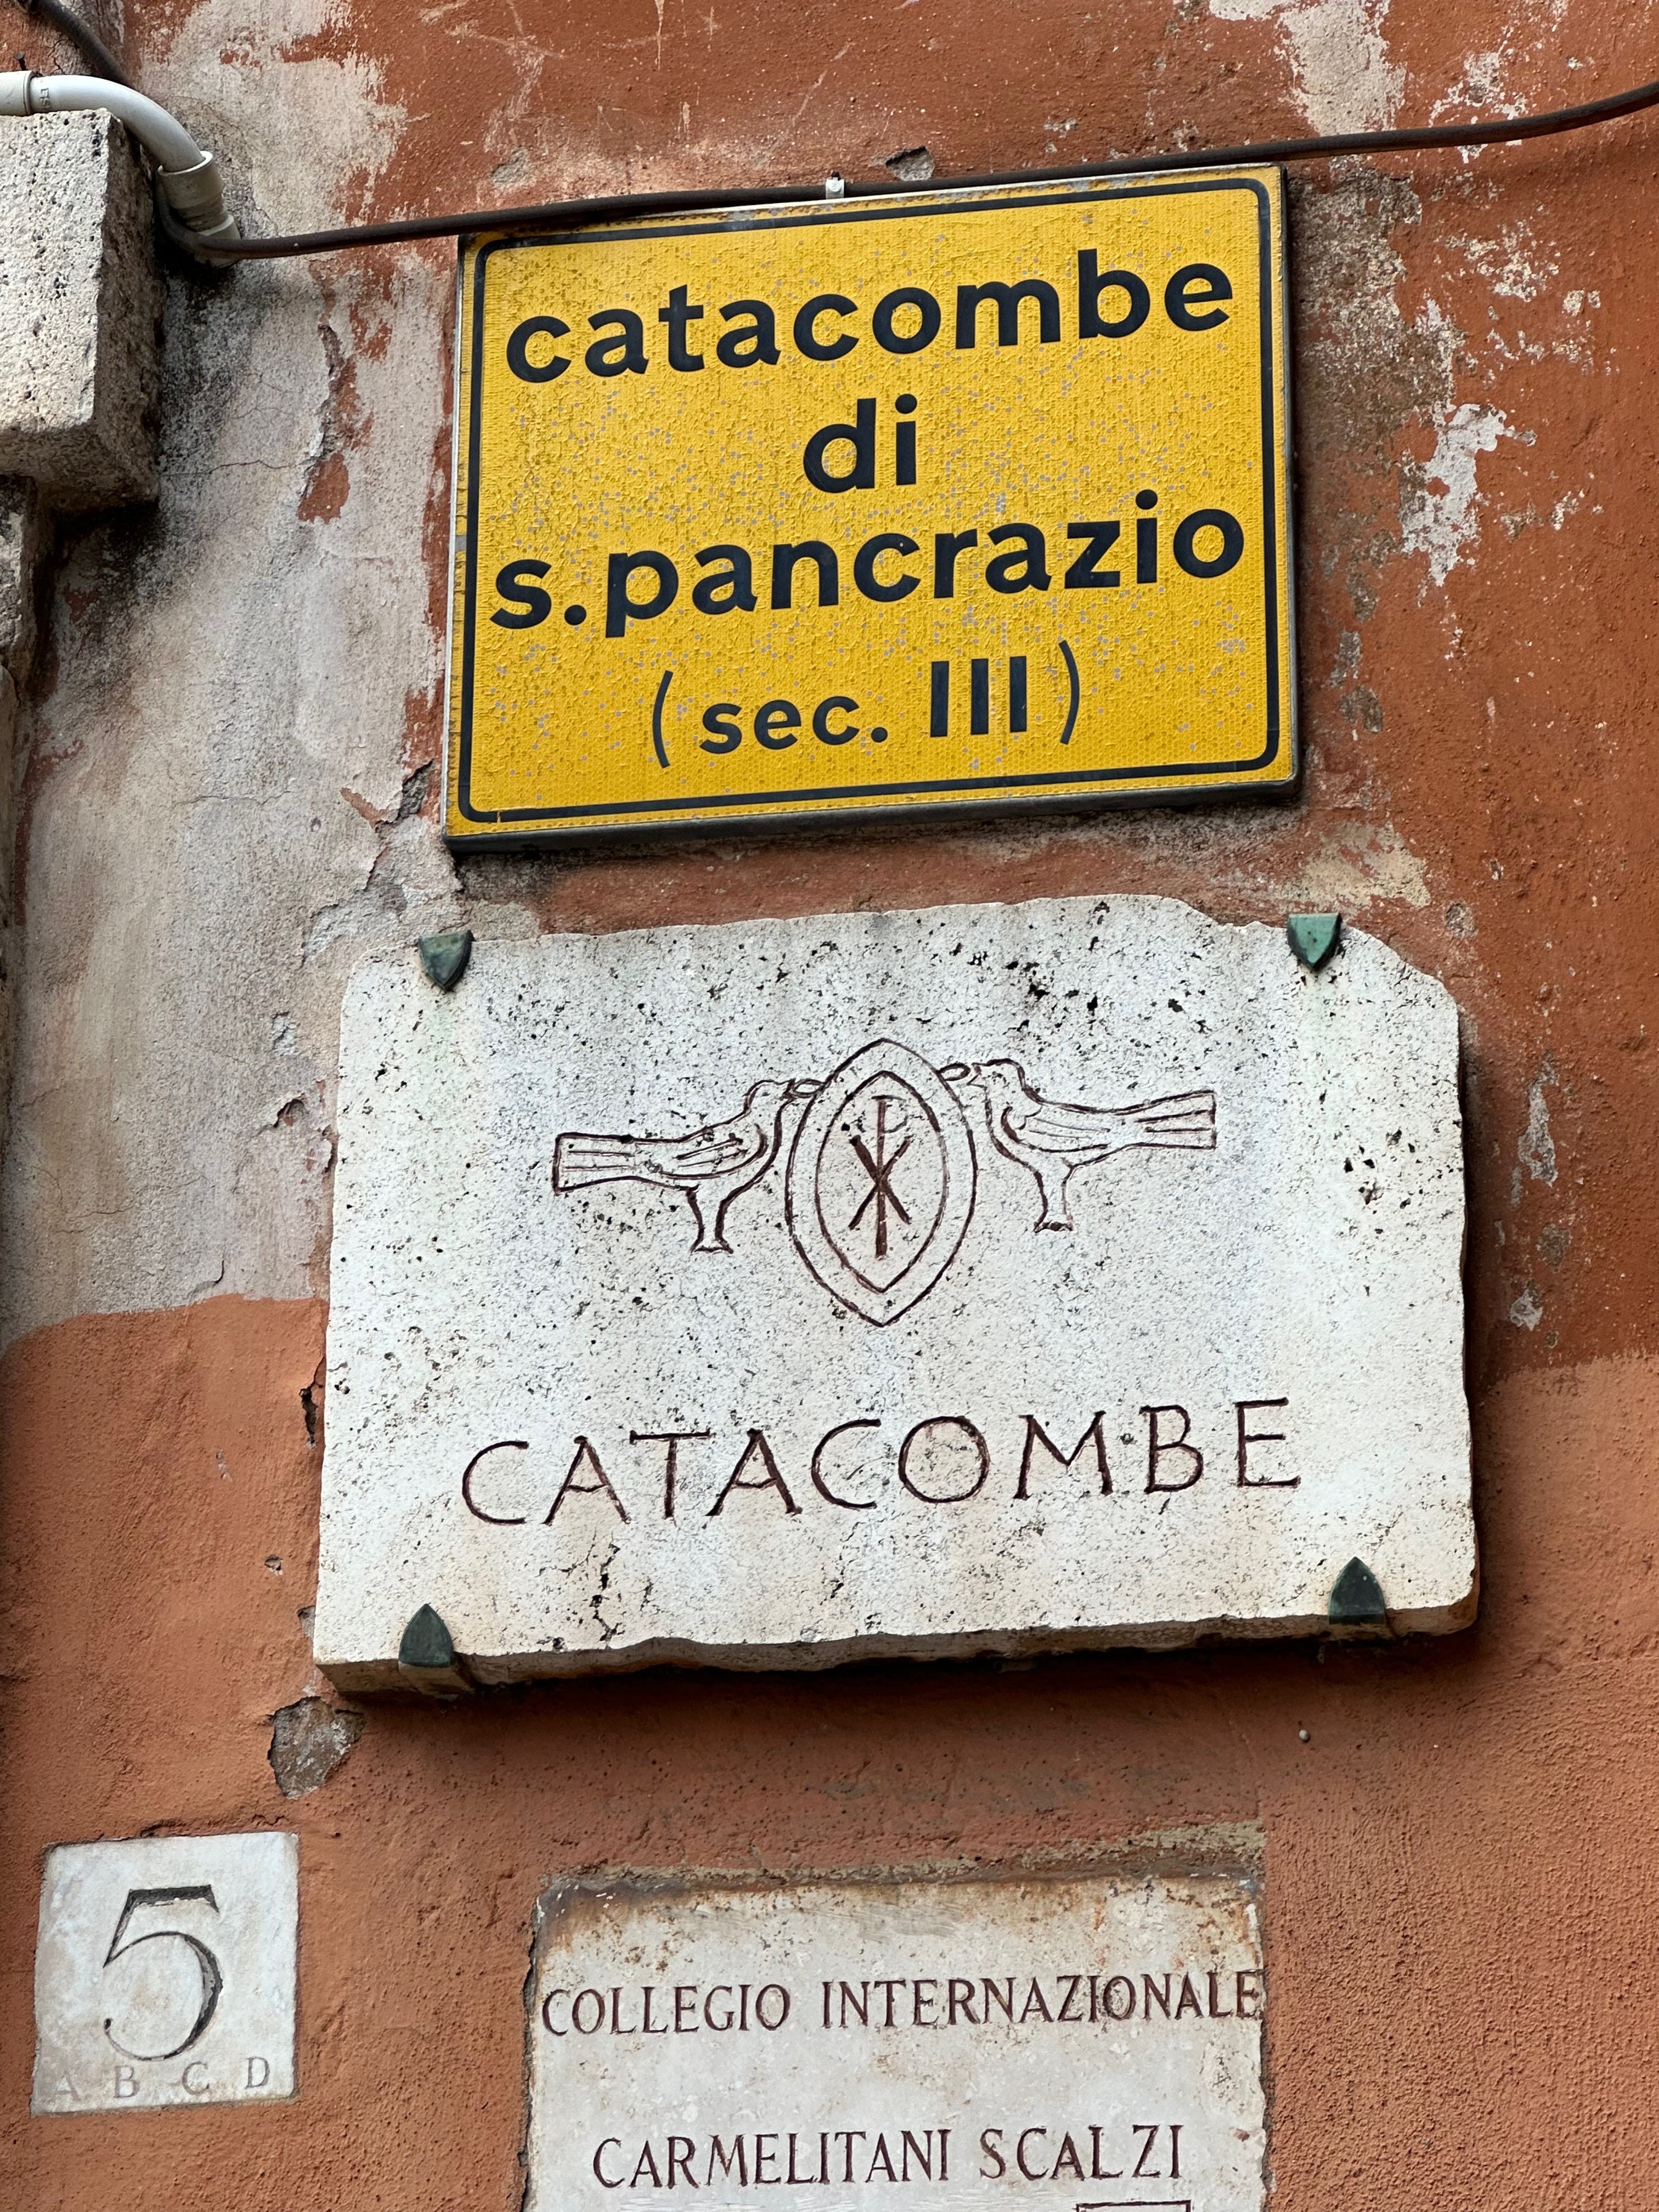 catacombe
di
s.pancrazio
(sec. III)
CATACOMBE
5
A B C D
COLLEGIO INTERNAZIONALE
CARMELITANI SCALZI